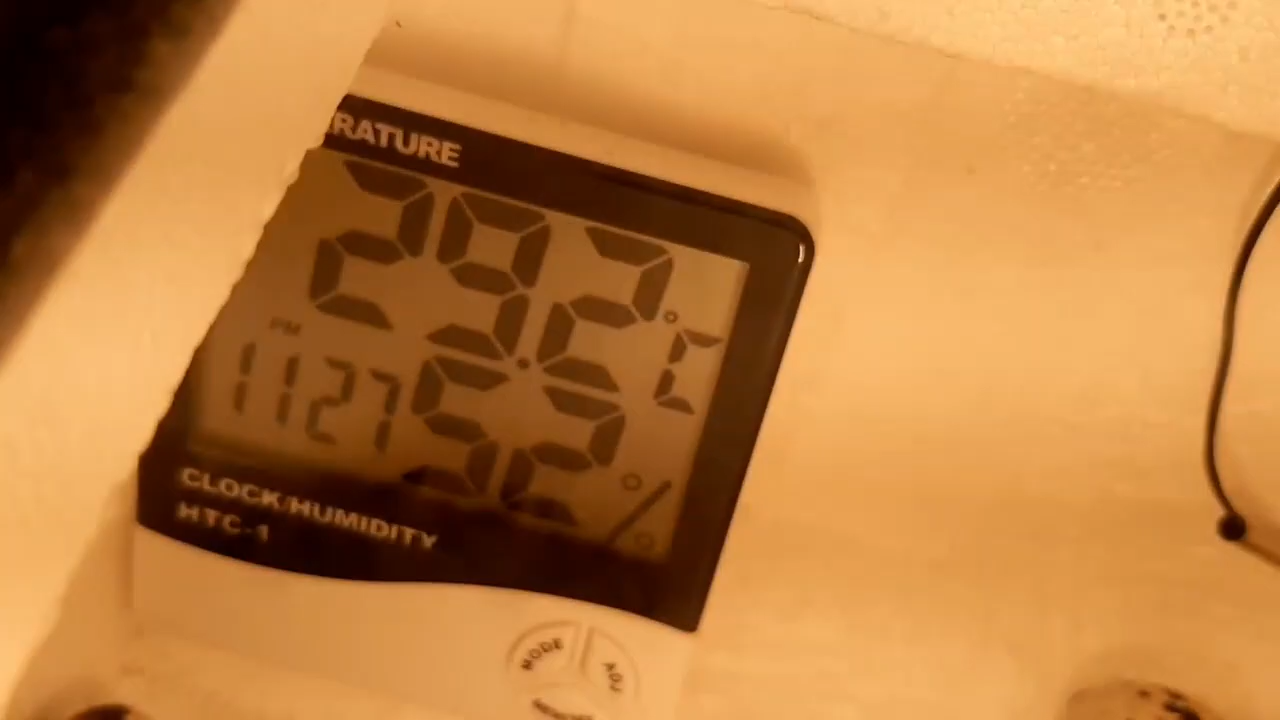 RATURE
29.2°C
PM
11 27
52%
CLOCK/HUMIDITY
HTC-1
MODE
ADJ